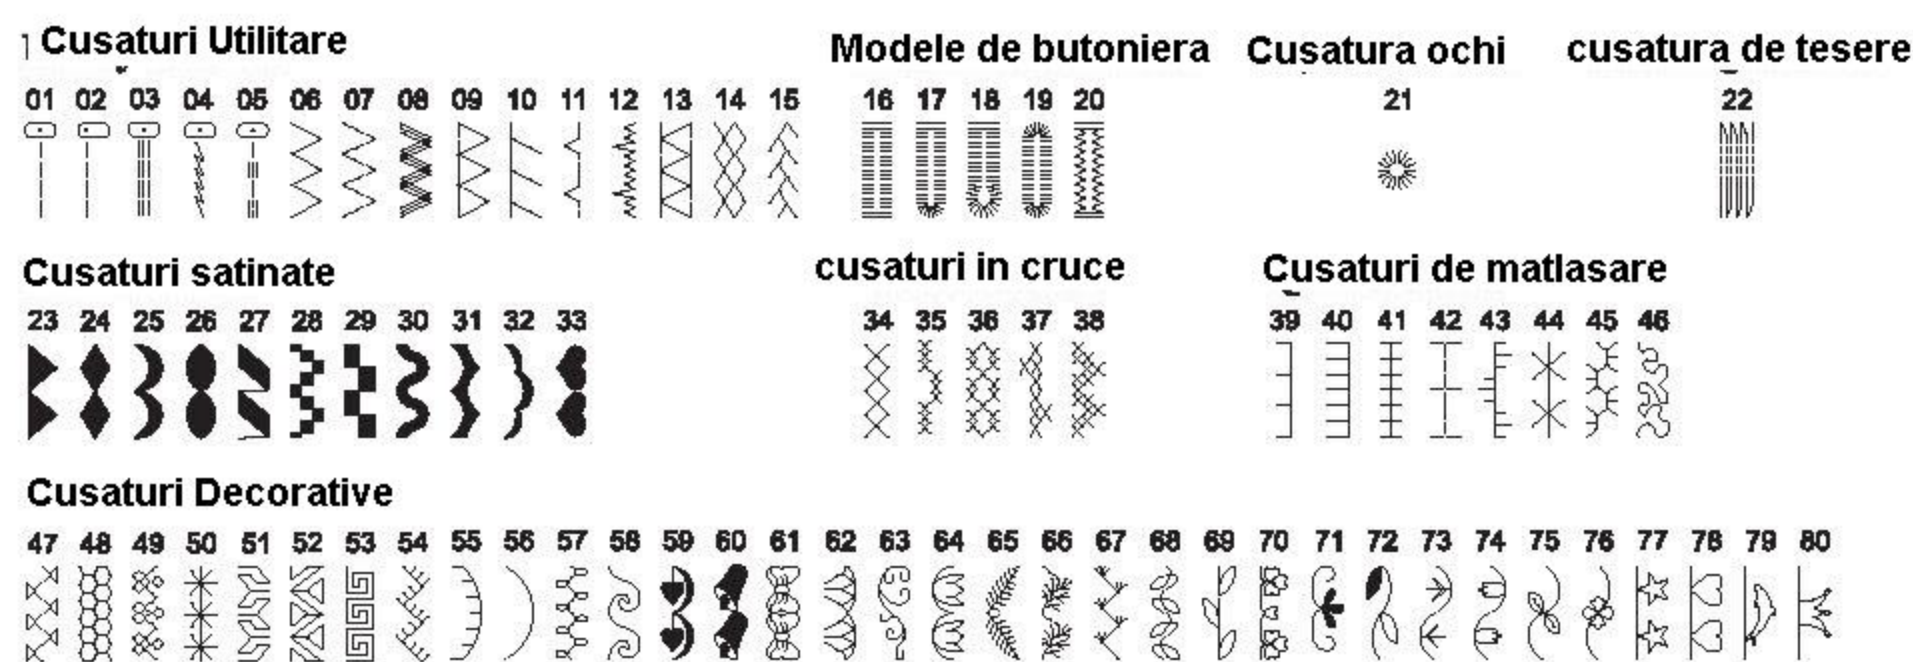 Cusaturi Utilitare Modele de butoniera Cusatura ochi cusatura de tesere
01 02 03 04 05 06 07 08 09 10 11 12 13 14 15 16 17 18 19 20 21 22
Cusaturi satinate cusaturi in cruce Cusaturi de matlasare
23 24 25 26 27 28 29 30 31 32 33 34 35 36 37 38 39 40 41 42 43 44 45 46
Cusaturi Decorative
47 48 49 50 51 52 53 54 55 56 57 58 59 60 61 62 63 64 65 66 67 68 69 70 71 72 73 74 75 76 77 78 79 80